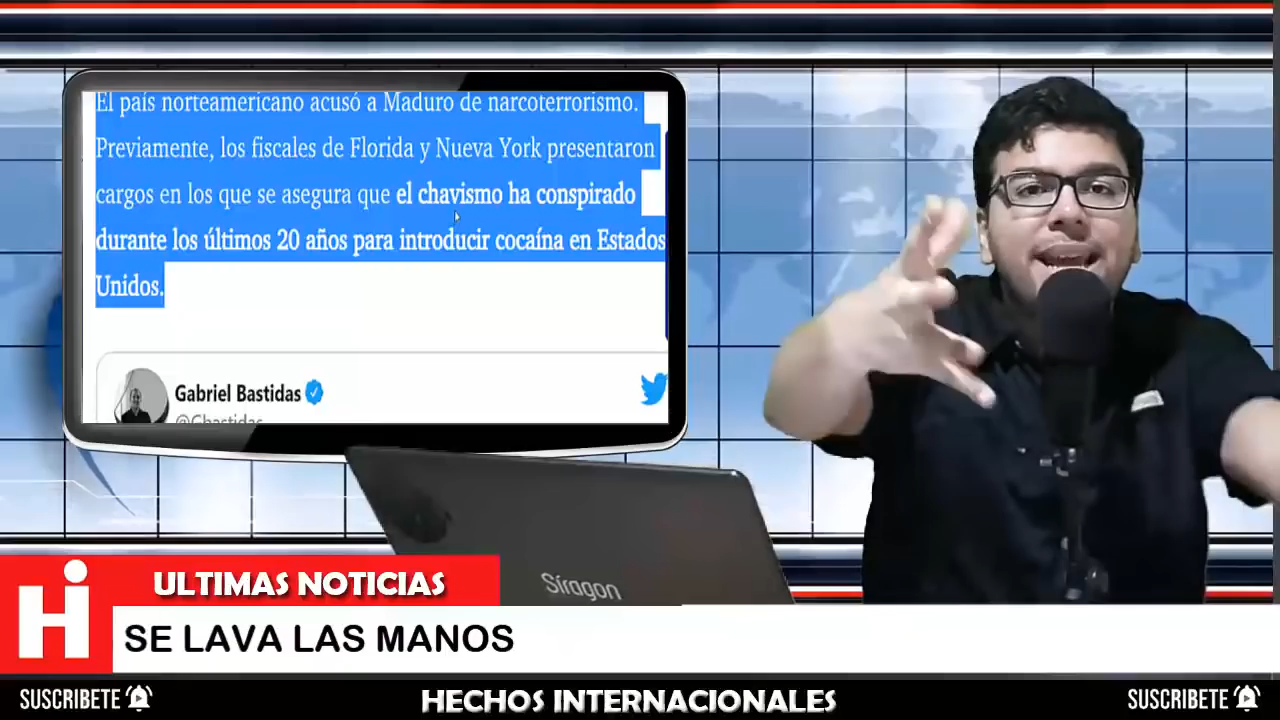 El país norteamericano acusó a Maduro de narcoterrorismo.
Previamente, los fiscales de Florida y Nueva York presentaron
cargos en los que se asegura que el chavismo ha conspirado
durante los últimos 20 años para introducir cocaína en Estados
Unidos.
Gabriel Bastidas
@Gbastidas
Síragon
Hi
ULTIMAS NOTICIAS
SE LAVA LAS MANOS
SUSCRIBETE
HECHOS INTERNACIONALES
SUSCRIBETE